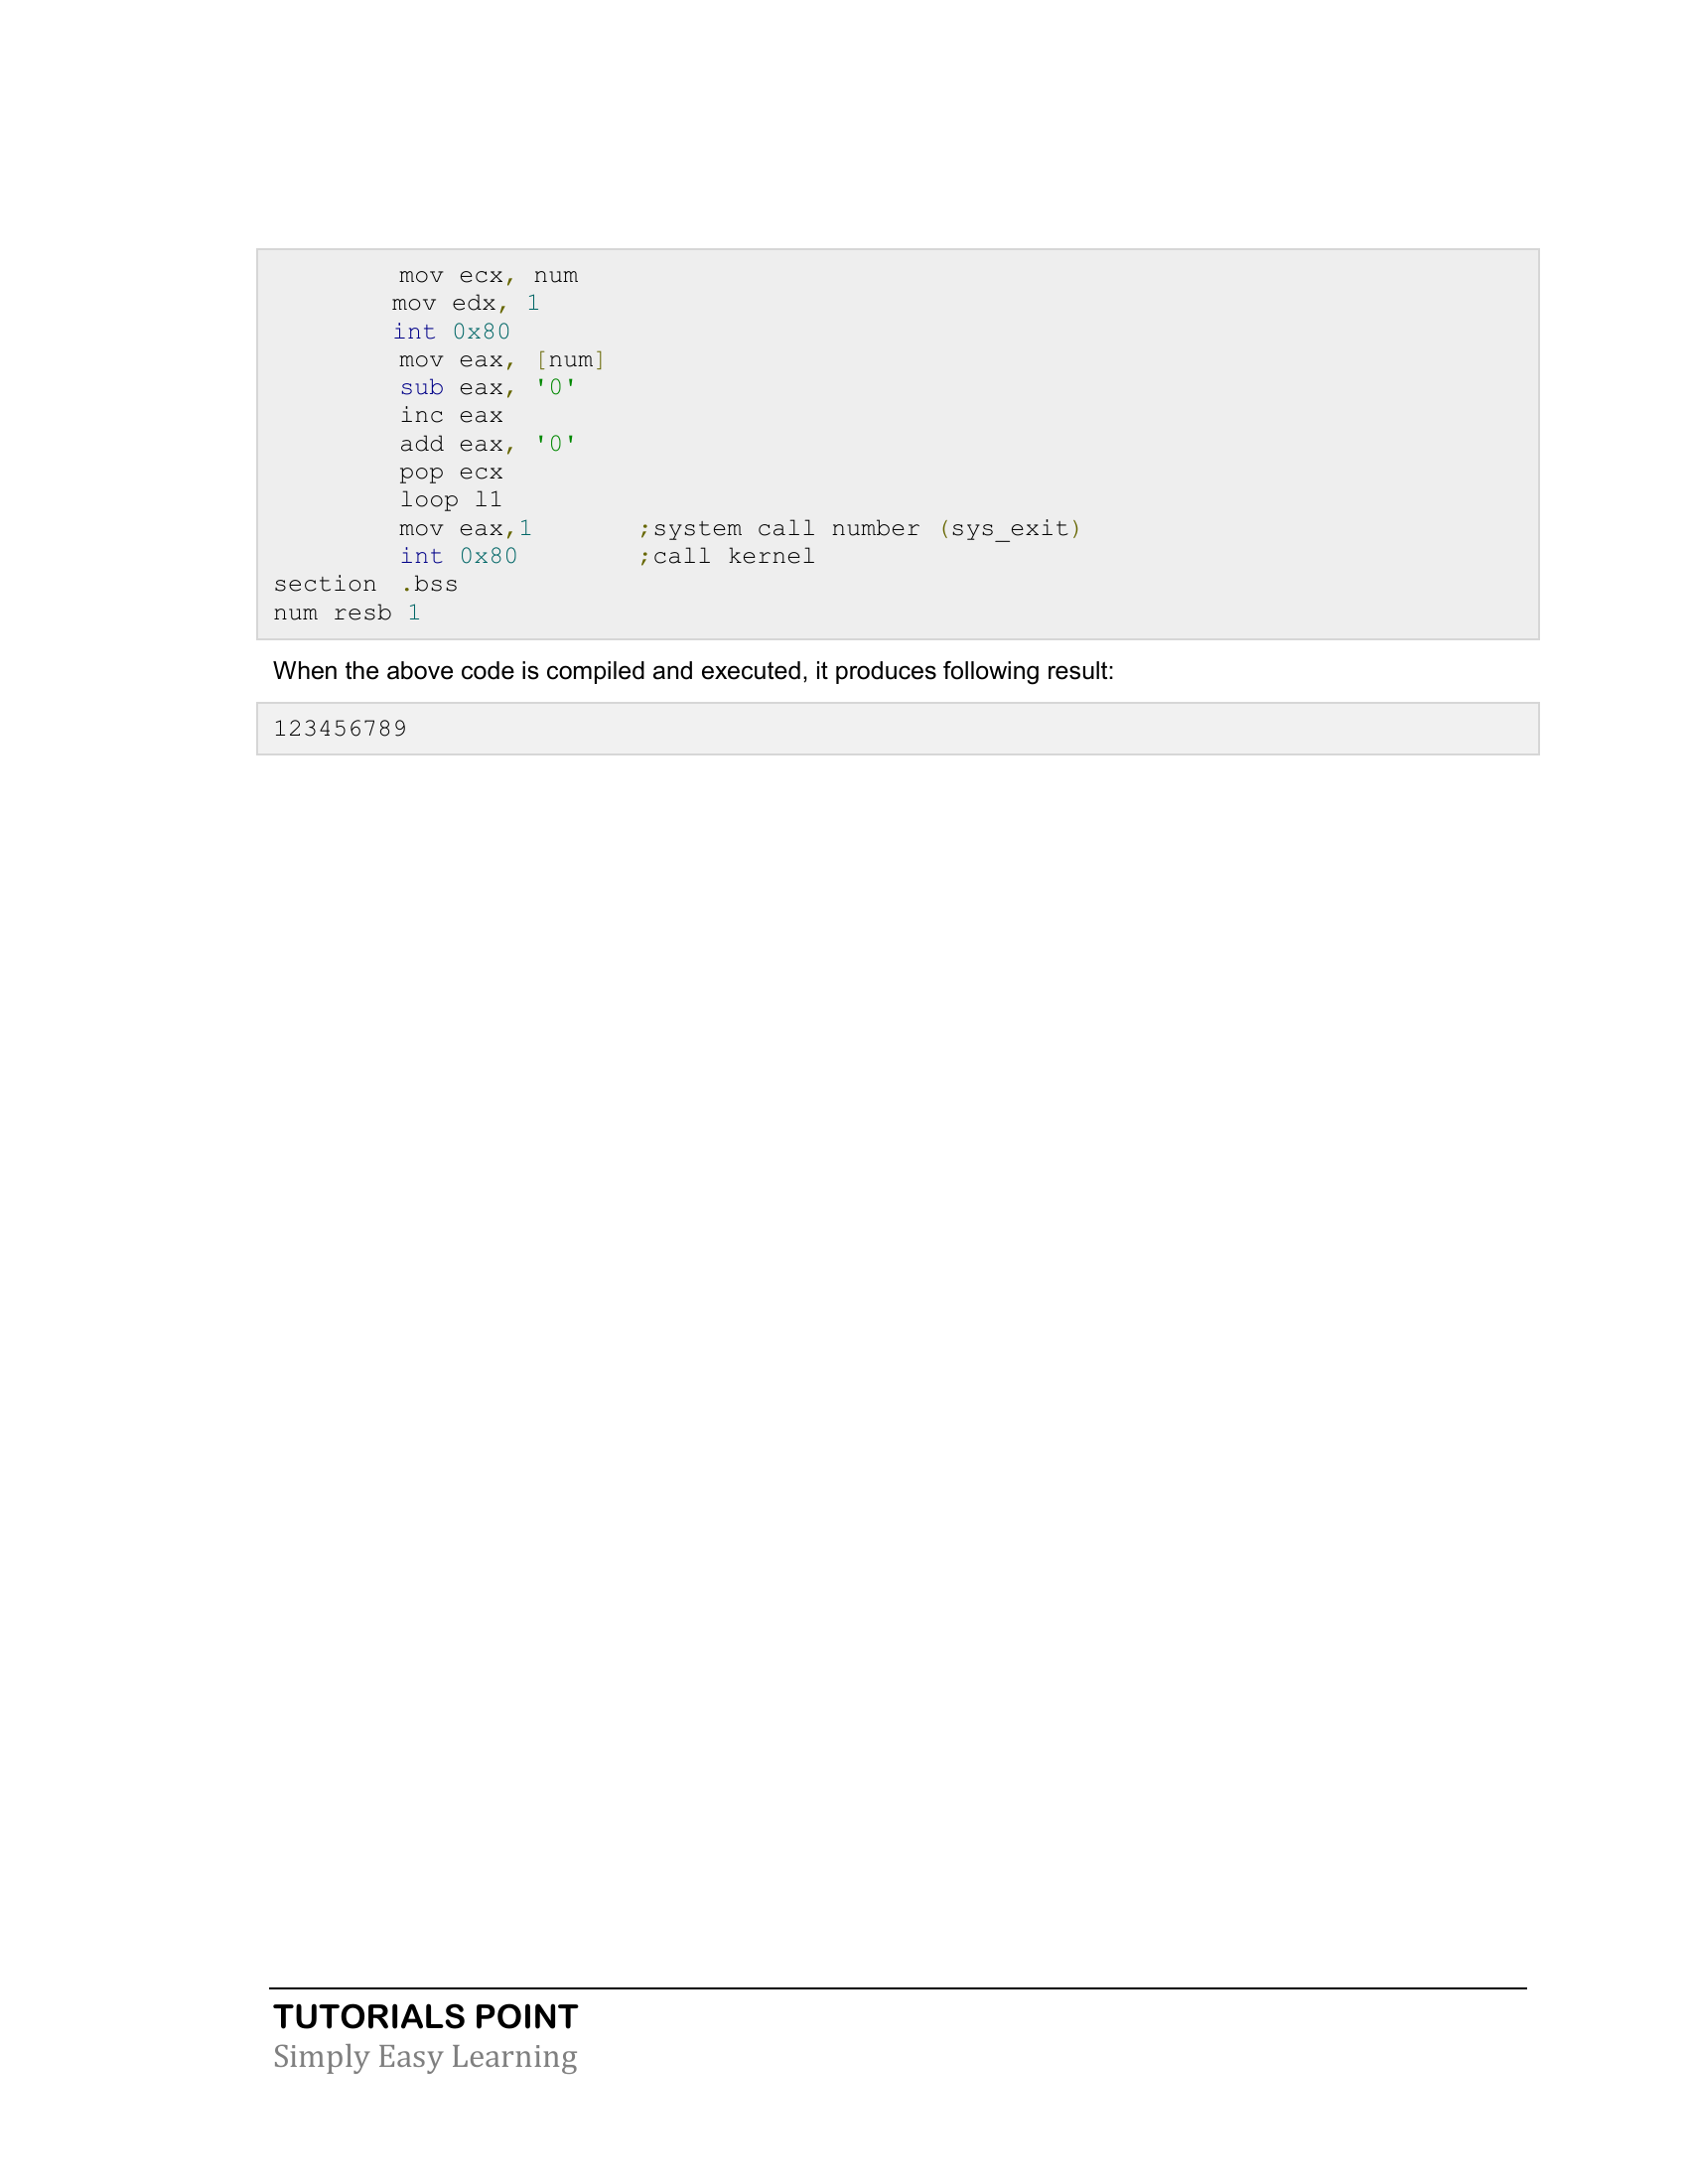 mov ecx, num
mov edx, 1
int 0x80
mov eax, [num]
sub eax, '0'
inc eax
add eax, '0'
pop ecx
loop l1
mov eax,1 ;system call number (sys_exit)
int 0x80 ;call kernel
section .bss
num resb 1
When the above code is compiled and executed, it produces following result:
123456789
TUTORIALS POINT
Simply Easy Learning